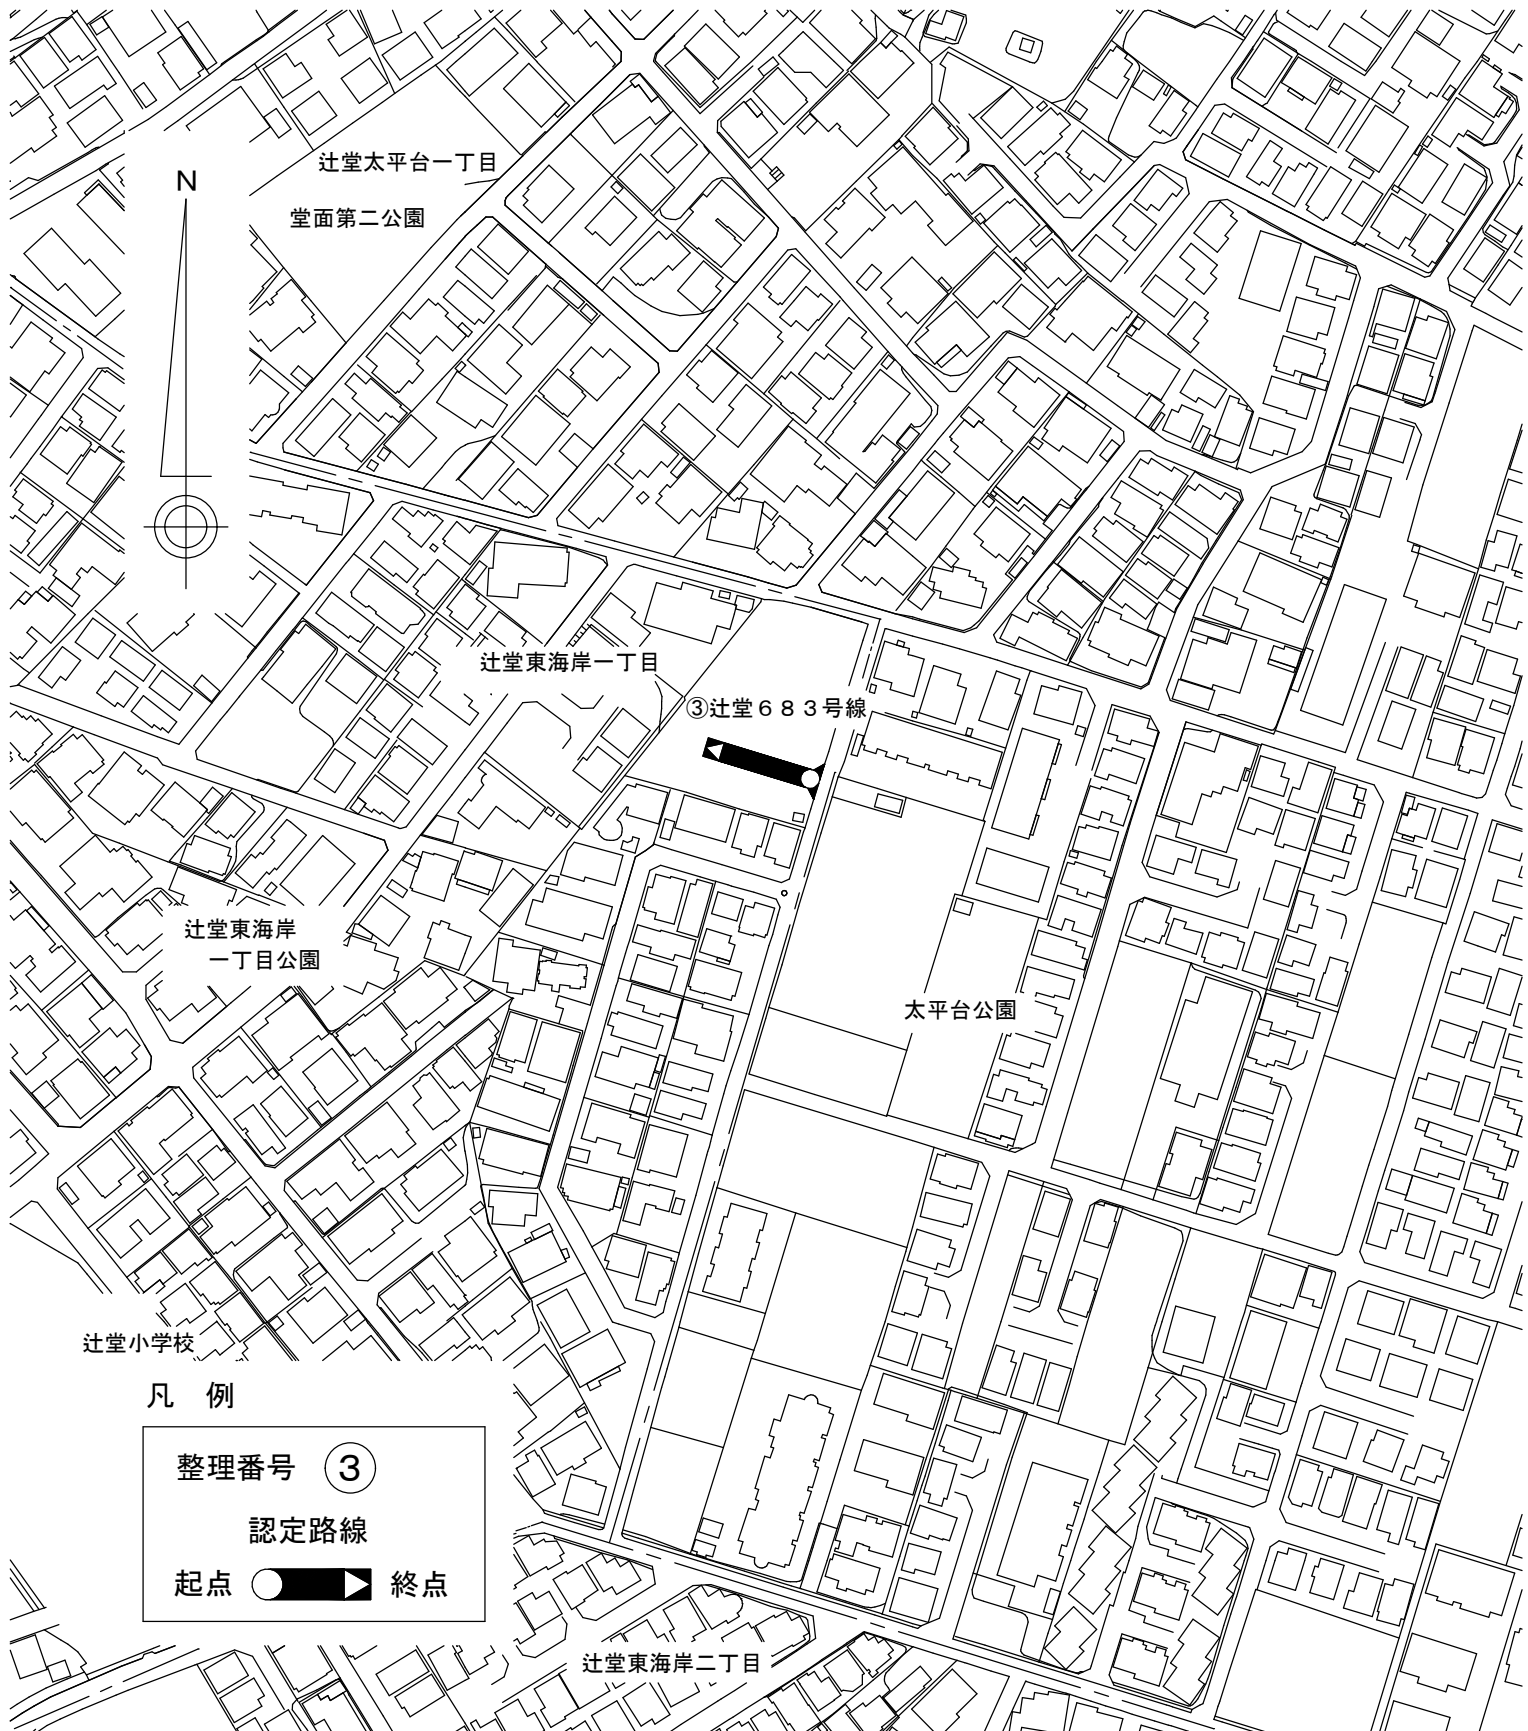 辻堂太平台一丁目
N
堂面第二公園
辻堂東海岸一丁目
③辻堂６８３号線
辻堂東海岸
一丁目公園
太平台公園
辻堂小学校
凡　例
整理番号　③
認定路線
起点　終点
辻堂東海岸二丁目